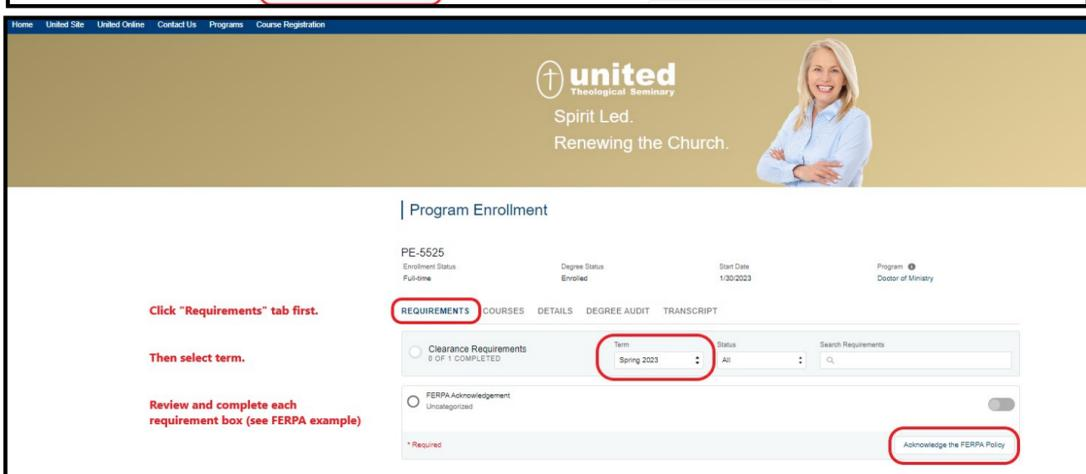 Home United Site United Online Contact Us Programs Course Registration
united
Theological Seminary
Spirit Led.
Renewing the Church.
Program Enrollment
PE-5525
Enrollment Status Degree Status Start Date Program
Full-time Enrolled 1/30/2023 Doctor of Ministry
Click "Requirements" tab first.
REQUIREMENTS COURSES DETAILS DEGREE AUDIT TRANSCRIPT
Then select term.
Clearance Requirements
0 OF 1 COMPLETED
Term Status Search Requirements
Spring 2023 All
Review and complete each
requirement box (see FERPA example)
FERPA Acknowledgement
Uncategorized
* Required Acknowledge the FERPA Policy